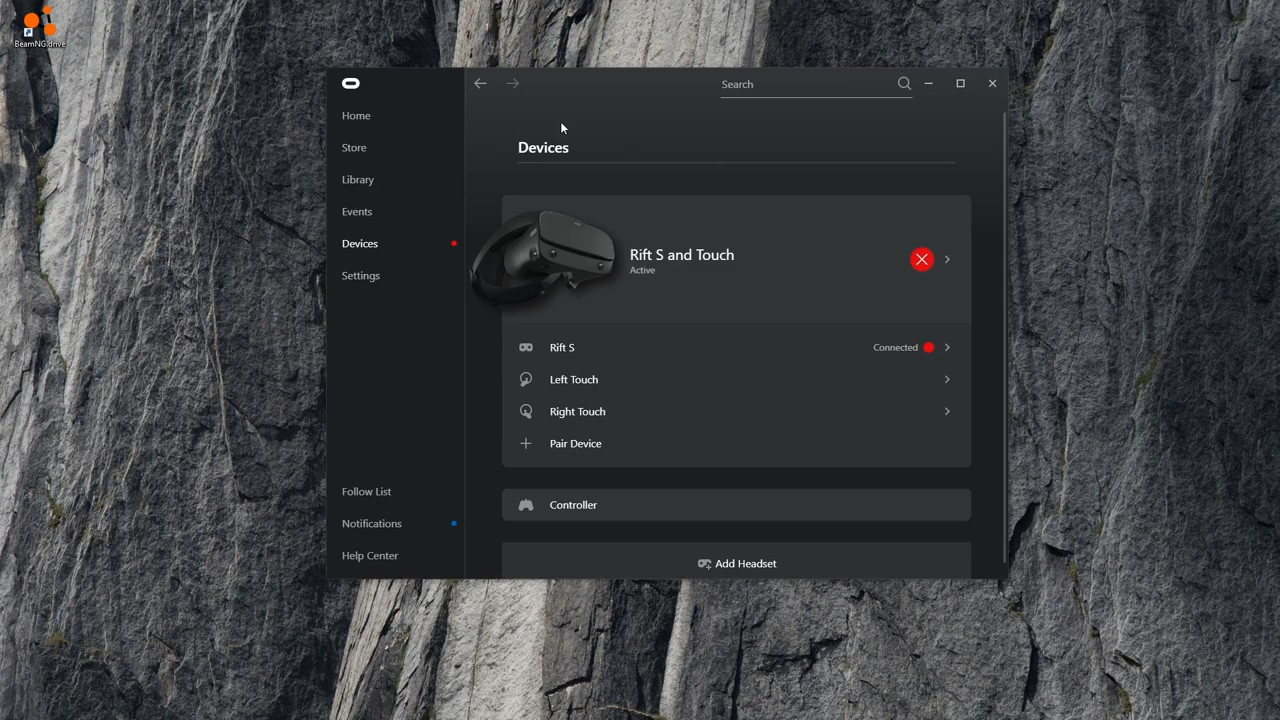 BeamNG.drive
Search
Home
Store
Library
Events
Devices
Settings
Follow List
Notifications
Help Center
Devices
Rift S and Touch
Active
Rift S
Connected
Left Touch
Right Touch
Pair Device
Controller
Add Headset